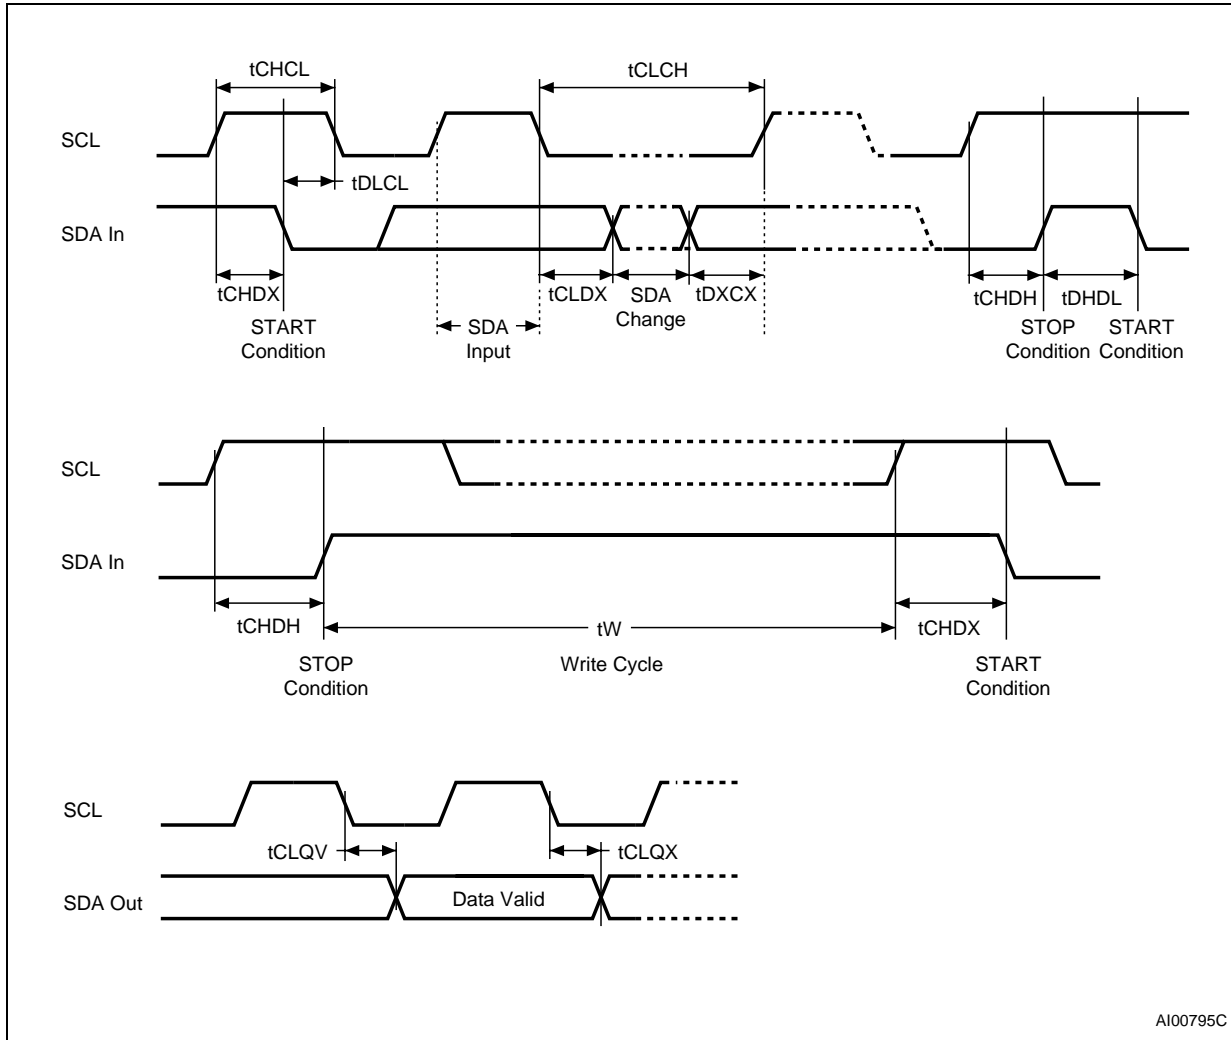 tCHCL
tCLCH
SCL
tDLCL
SDA In
tCHDX
tCLDX
SDA
Change
tDXCX
tCHDH
tDHDL
START
Condition
SDA
Input
STOP
Condition
START
Condition
SCL
SDA In
tCHDH
tW
tCHDX
STOP
Condition
Write Cycle
START
Condition
SCL
tCLQV
tCLQX
SDA Out
Data Valid
AI00795C